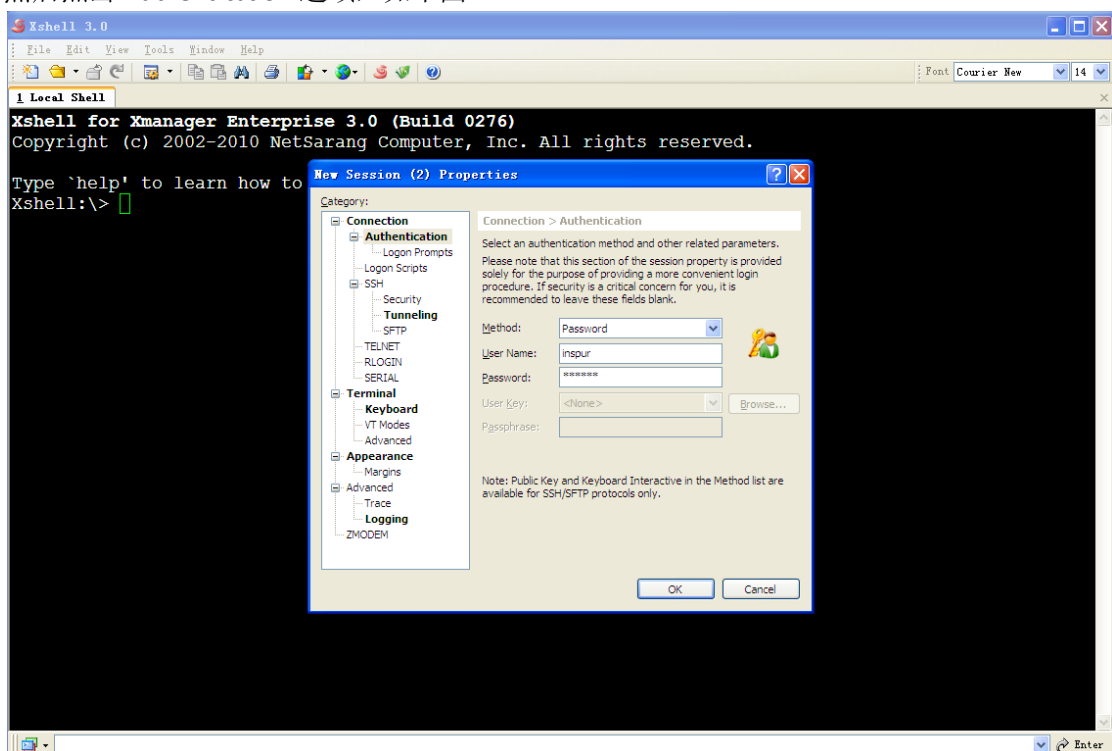 Xshell 3.0
File Edit View Tools Window Help
Font Courier New 14
1 Local Shell
Xshell for Xmanager Enterprise 3.0 (Build 0276)
Copyright (c) 2002-2010 NetSarang Computer, Inc. All rights reserved.
Type `help' to learn how to
Xshell:\>
New Session (2) Properties
Category:
Connection
Authentication
Logon Prompts
Logon Scripts
SSH
Security
Tunneling
SFTP
TELNET
RLOGIN
SERIAL
Terminal
Keyboard
VT Modes
Advanced
Appearance
Margins
Advanced
Trace
Logging
ZMODEM
Connection > Authentication
Select an authentication method and other related parameters.
Please note that this section of the session property is provided
solely for the purpose of providing a more convenient login
procedure. If security is a critical concern for you, it is
recommended to leave these fields blank.
Method: Password
User Name: inspur
Password: ******
User Key: <None> Browse...
Passphrase:
Note: Public Key and Keyboard Interactive in the Method list are
available for SSH/SFTP protocols only.
OK Cancel
Enter